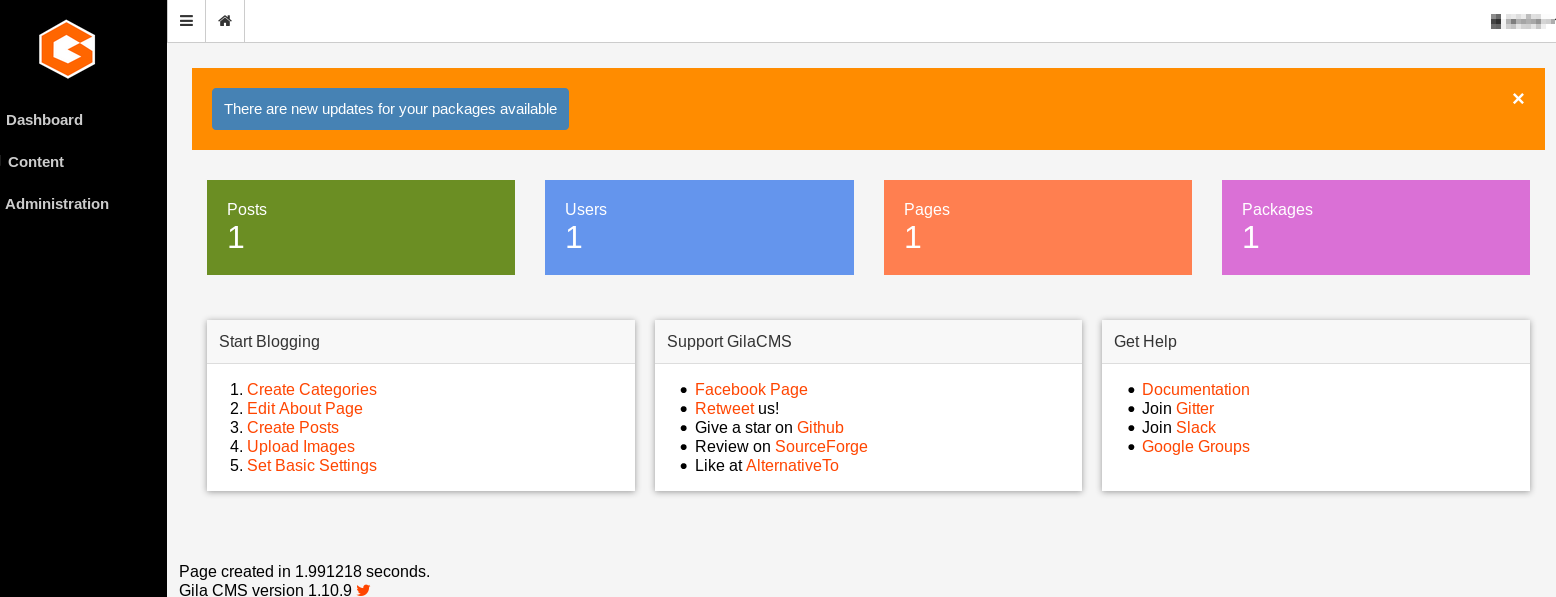 Dashboard
Content
Administration
There are new updates for your packages available
×
Posts
1
Users
1
Pages
1
Packages
1
Start Blogging
1. Create Categories
2. Edit About Page
3. Create Posts
4. Upload Images
5. Set Basic Settings
Support GilaCMS
• Facebook Page
• Retweet us!
• Give a star on Github
• Review on SourceForge
• Like at AlternativeTo
Get Help
• Documentation
• Join Gitter
• Join Slack
• Google Groups
Page created in 1.991218 seconds.
Gila CMS version 1.10.9